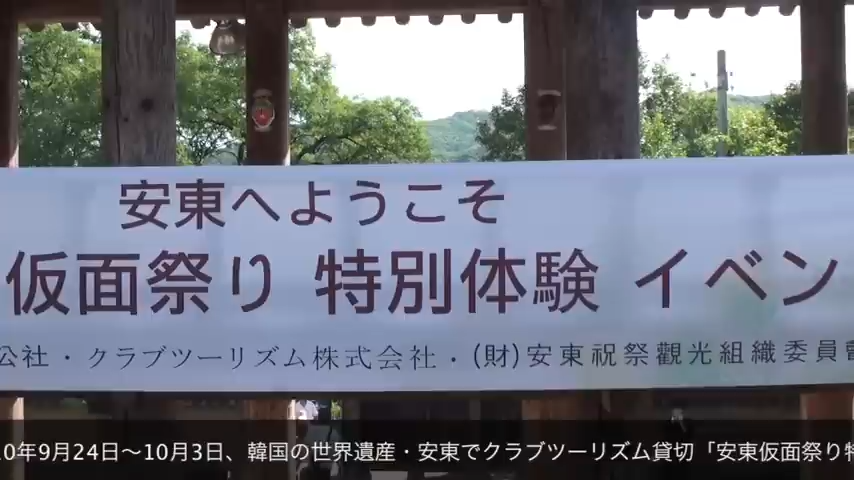 安東へようこそ
仮面祭り 特別体験 イベン
公社・クラブツーリズム株式会社・(財)安東祝祭觀光組織委員
0年9月24日〜10月3日、韓国の世界遺産・安東でクラブツーリズム貸切「安東仮面祭り特